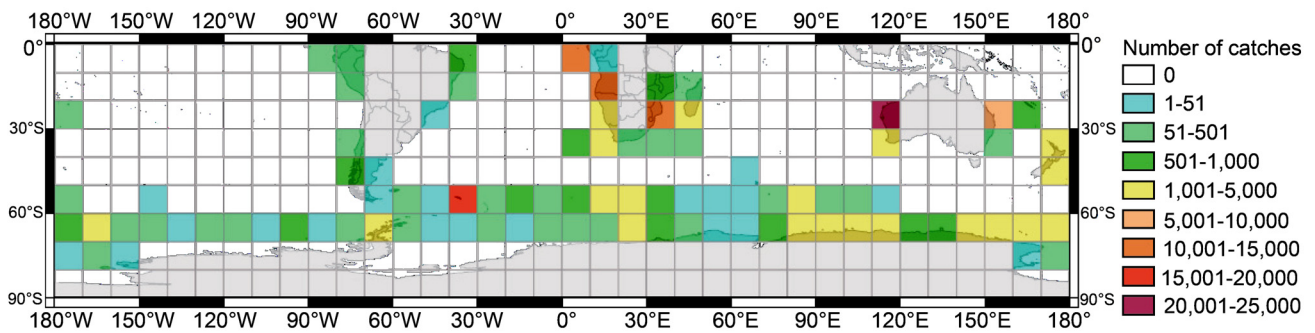 180°W 150°W 120°W 90°W 60°W 30°W 0° 30°E 60°E 90°E 120°E 150°E 180°
0° 0°
30°S 30°S
60°S 60°S
90°S 90°S
180°W 150°W 120°W 90°W 60°W 30°W 0° 30°E 60°E 90°E 120°E 150°E 180°
Number of catches
0
1-51
51-501
501-1,000
1,001-5,000
5,001-10,000
10,001-15,000
15,001-20,000
20,001-25,000